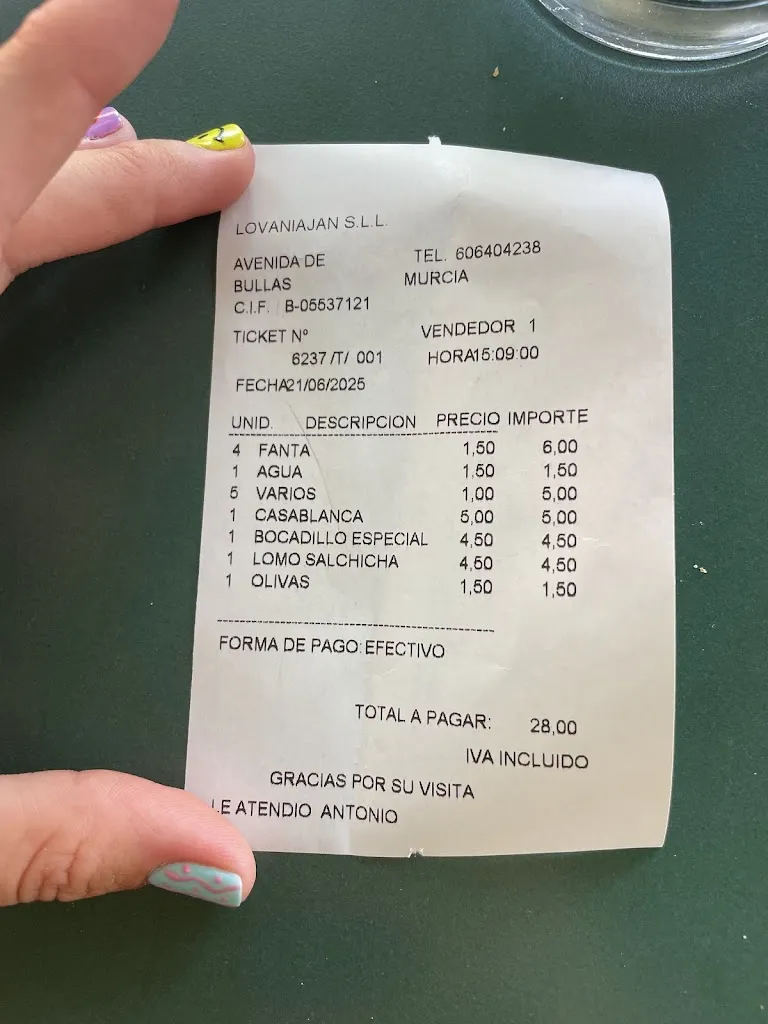 LOVANIAJAN S.L.L.
AVENIDA DE TEL. 606404238
BULLAS MURCIA
C.I.F. B-05537121
TICKET Nº VENDEDOR 1
6237 /T/ 001 HORA15:09:00
FECHA21/06/2025
UNID. DESCRIPCION PRECIO IMPORTE
4 FANTA 1,50 6,00
1 AGUA 1,50 1,50
5 VARIOS 1,00 5,00
1 CASABLANCA 5,00 5,00
1 BOCADILLO ESPECIAL 4,50 4,50
1 LOMO SALCHICHA 4,50 4,50
1 OLIVAS 1,50 1,50
FORMA DE PAGO:EFECTIVO
TOTAL A PAGAR: 28,00
IVA INCLUIDO
GRACIAS POR SU VISITA
LE ATENDIO ANTONIO